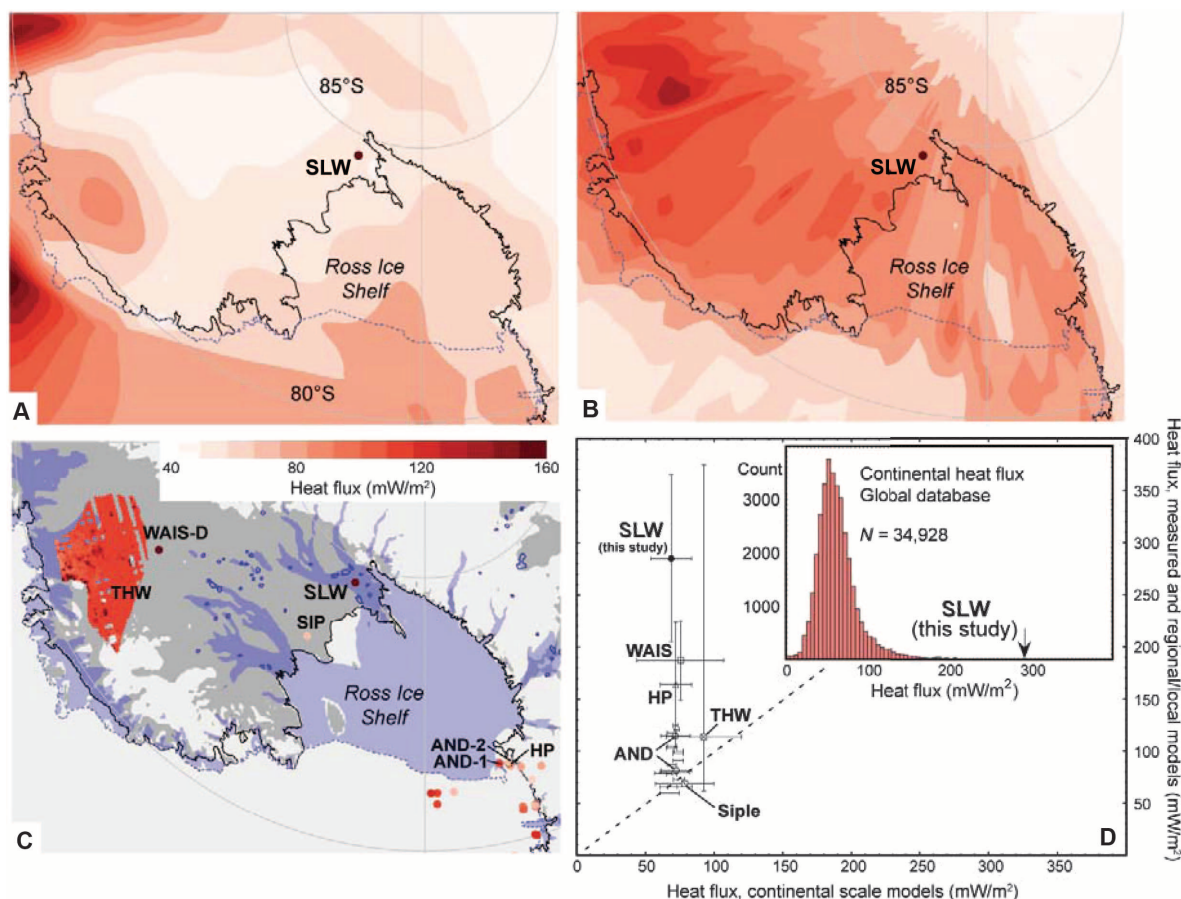 85°S
SLW
Ross Ice
Shelf
80°S
A
85°S
SLW
Ross Ice
Shelf
B
40 80 120 160
Heat flux (mW/m²)
WAIS-D
THW
SLW
SIP
Ross Ice
Shelf
AND-2
HP
AND-1
C
SLW
(this study)
WAIS
HP
THW
AND
Siple
Count
3000
2000
1000
Continental heat flux
Global database
N = 34,928
SLW
(this study)
0 100 200 300
Heat flux (mW/m²)
400
350
300
250
200
150
100
50
Heat flux, measured and regional/local models (mW/m²)
D
0 50 100 150 200 250 300 350
Heat flux, continental scale models (mW/m²)